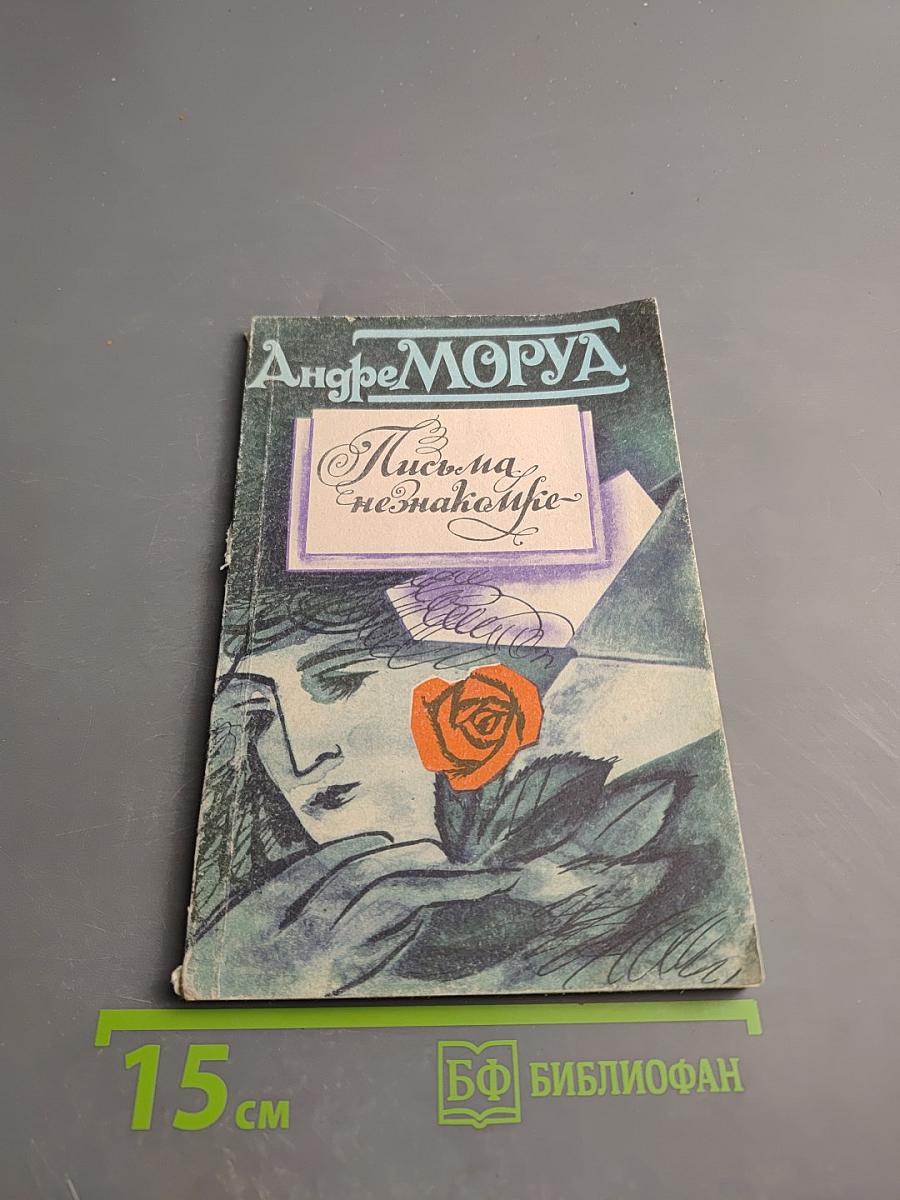 Андре МОРУА
Письма
незнакомке
15 см
БФ БИБЛИОФАН